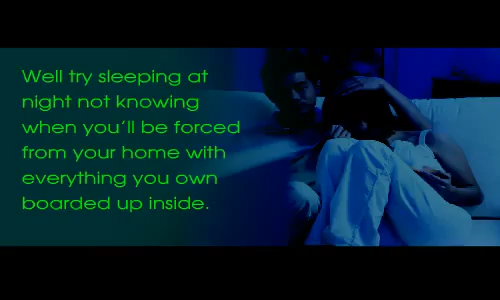 Well try sleeping at
night not knowing
when you'll be forced
from your home with
everything you own
boarded up inside.